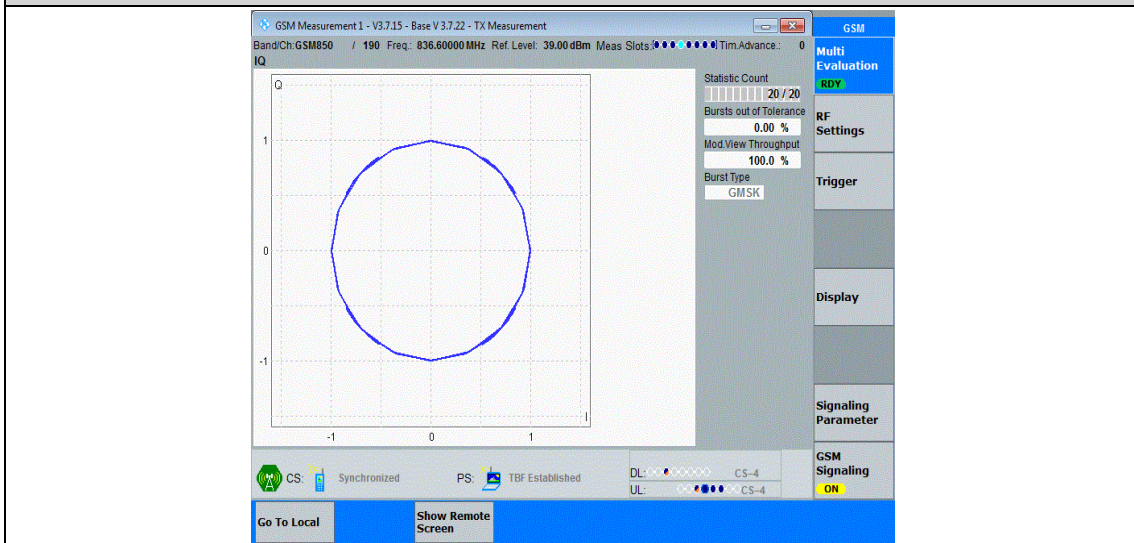 GSM Measurement 1 - V3.7.15 - Base V 3.7.22 - TX Measurement
GSM
Band/Ch:GSM850 / 190 Freq.: 836.60000 MHz Ref. Level: 39.00 dBm Meas Slots: Tim.Advance.: 0
IQ
Multi
Evaluation
RDY
Q
Statistic Count
20 / 20
Bursts out of Tolerance
0.00 %
Mod.View Throughput
100.0 %
Burst Type
GMSK
RF
Settings
Trigger
1
0
-1
I
-1 0 1
Display
Signaling
Parameter
GSM
Signaling
ON
CS: Synchronized PS: TBF Established
DL: CS-4
UL: CS-4
Go To Local
Show Remote
Screen